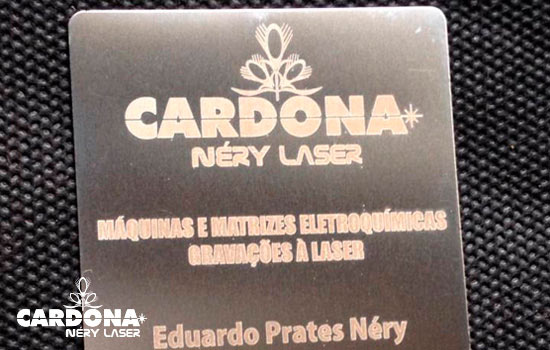 CARDONA
NÉRY LASER
MÁQUINAS E MATRIZES ELETROQUÍMICAS
GRAVAÇÕES À LASER
Eduardo Prates Néry
CARDONA
NÉRY LASER